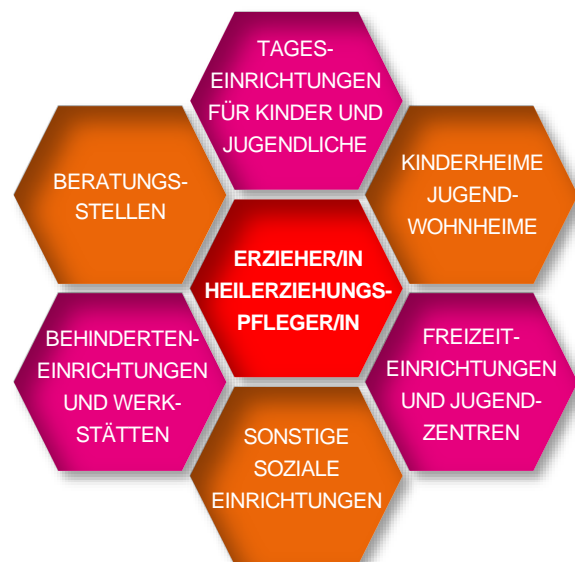 TAGES-
EINRICHTUNGEN
FÜR KINDER UND
JUGENDLICHE
BERATUNGS-
STELLEN
KINDERHEIME
JUGEND-
WOHNHEIME
ERZIEHER/IN
HEILERZIEHUNGS-
PFLEGER/IN
BEHINDERTEN-
EINRICHTUNGEN
UND WERK-
STÄTTEN
FREIZEIT-
EINRICHTUNGEN
UND JUGEND-
ZENTREN
SONSTIGE
SOZIALE
EINRICHTUNGEN